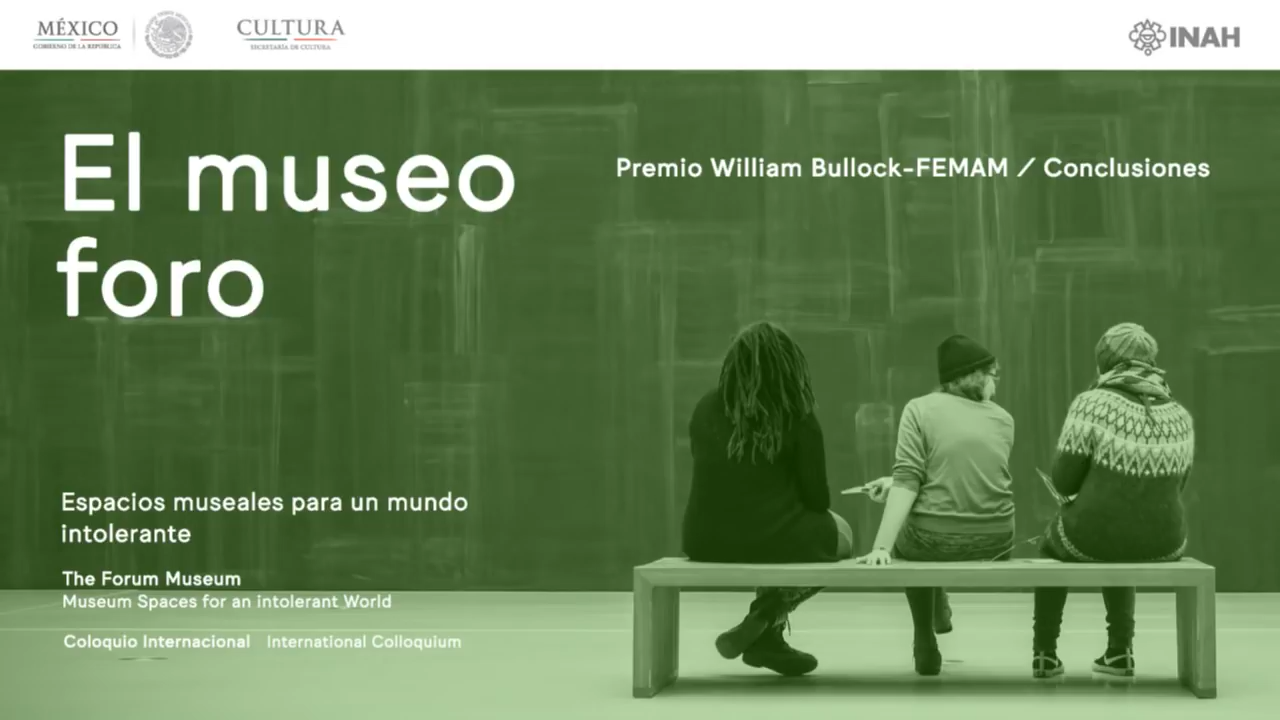 MÉXICO
GOBIERNO DE LA REPÚBLICA
CULTURA
SECRETARÍA DE CULTURA
INAH
El museo
foro
Premio William Bullock-FEMAM / Conclusiones
Espacios museales para un mundo
intolerante
The Forum Museum
Museum Spaces for an intolerant World
Coloquio Internacional International Colloquium